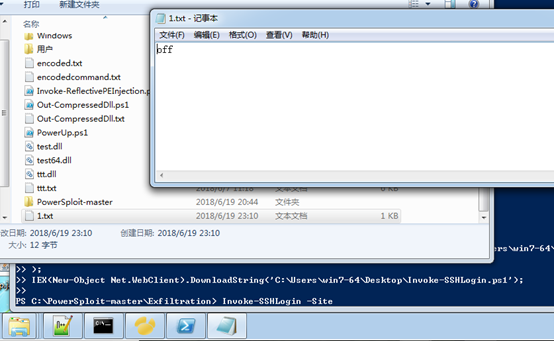 打印
新建文件夹
名称
Windows
用户
encoded.txt
encodedcommand.txt
Invoke-ReflectivePEInjection.p
Out-CompressedDll.ps1
Out-CompressedDll.txt
PowerUp.ps1
test.dll
test64.dll
ttt.dll
ttt.txt 2018/6/7 11:18 文本文档 0 KB
PowerSploit-master 2018/6/19 20:44 文件夹
1.txt 2018/6/19 23:10 文本文档 1 KB
改日期: 2018/6/19 23:10 创建日期: 2018/6/19 23:10
大小: 12 字节
1.txt - 记事本
文件(F) 编辑(E) 格式(O) 查看(V) 帮助(H)
off
ers\win7-64\
>> );
>> IEX(New-Object Net.WebClient).DownloadString('C:\Users\win7-64\Desktop\Invoke-SSHLogin.ps1');
>>
PS C:\PowerSploit-master\Exfiltration> Invoke-SSHLogin -Site